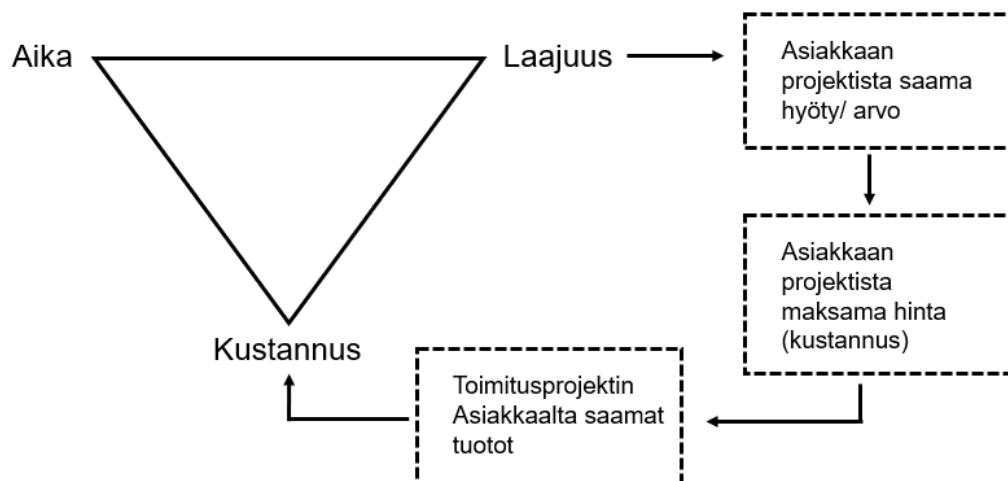 Aika
Laajuus
Asiakkaan
projektista saama
hyöty/ arvo
Asiakkaan
projektista
maksama hinta
(kustannus)
Kustannus
Toimitusprojektin
Asiakkaalta saamat
tuotot